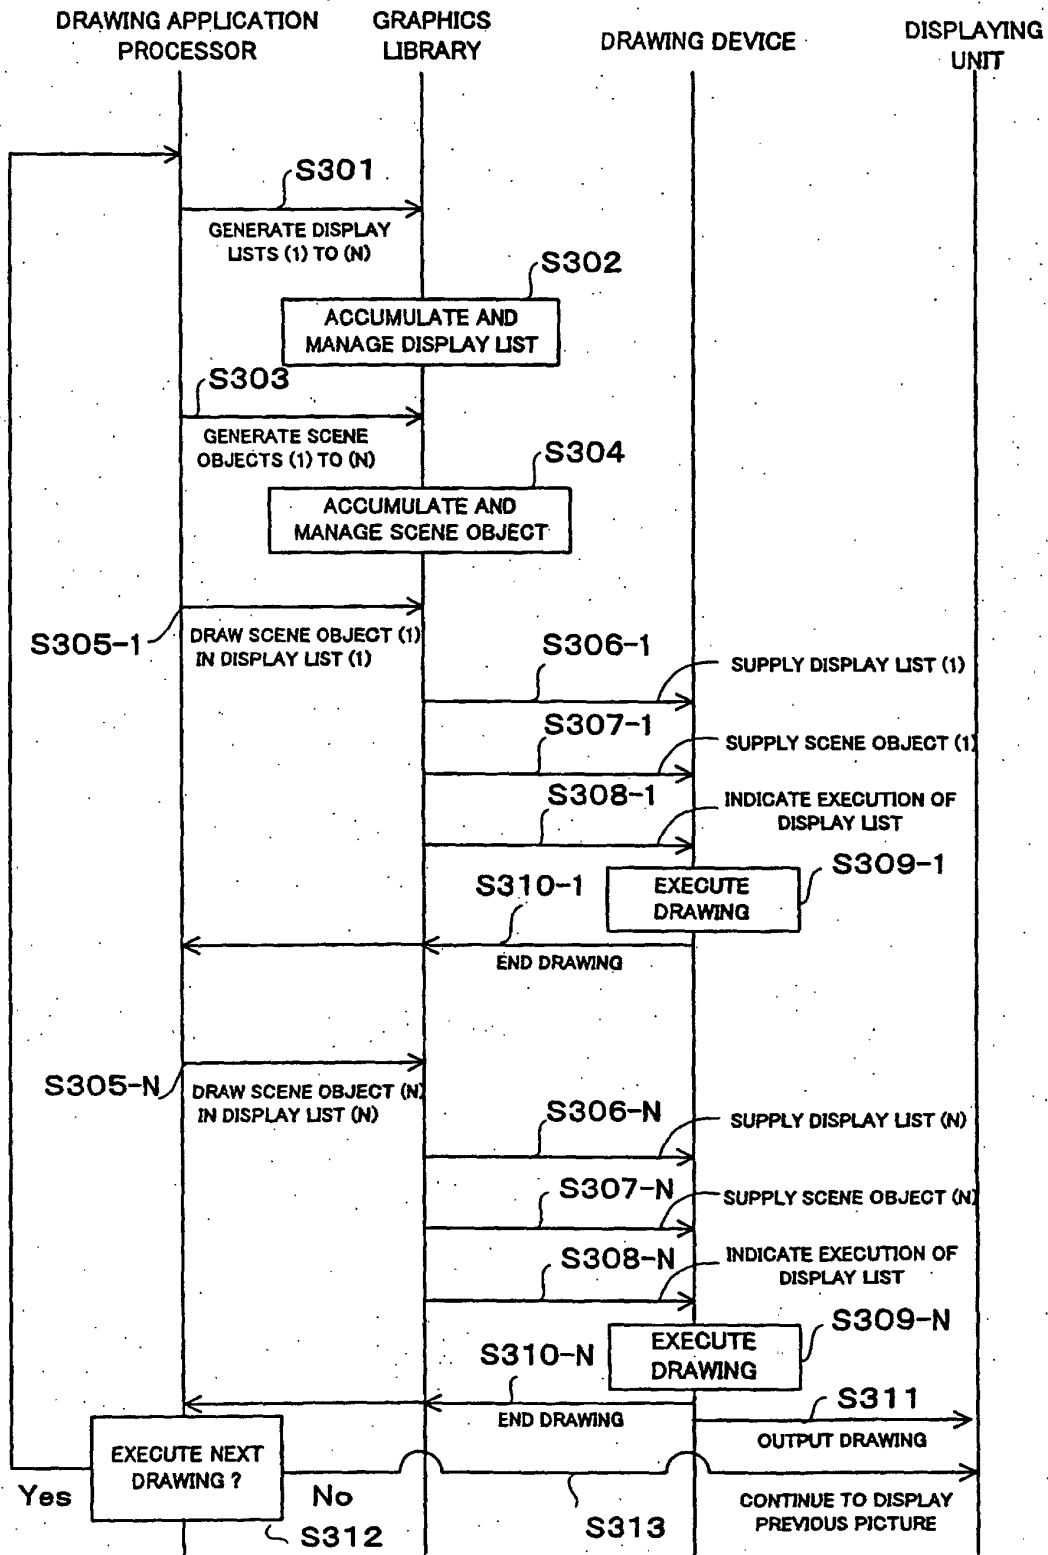 DRAWING APPLICATION
PROCESSOR
GRAPHICS
LIBRARY
DRAWING DEVICE
DISPLAYING
UNIT
S301
GENERATE DISPLAY
LISTS (1) TO (N)
S302
ACCUMULATE AND
MANAGE DISPLAY LIST
S303
GENERATE SCENE
OBJECTS (1) TO (N)
S304
ACCUMULATE AND
MANAGE SCENE OBJECT
S305-1
DRAW SCENE OBJECT (1)
IN DISPLAY LIST (1)
S306-1
SUPPLY DISPLAY LIST (1)
S307-1
SUPPLY SCENE OBJECT (1)
S308-1
INDICATE EXECUTION OF
DISPLAY LIST
S309-1
EXECUTE
DRAWING
S310-1
END DRAWING
S305-N
DRAW SCENE OBJECT (N)
IN DISPLAY LIST (N)
S306-N
SUPPLY DISPLAY LIST (N)
S307-N
SUPPLY SCENE OBJECT (N)
S308-N
INDICATE EXECUTION OF
DISPLAY LIST
S309-N
EXECUTE
DRAWING
S310-N
END DRAWING
S311
OUTPUT DRAWING
EXECUTE NEXT
DRAWING ?
Yes
No
S312
S313
CONTINUE TO DISPLAY
PREVIOUS PICTURE